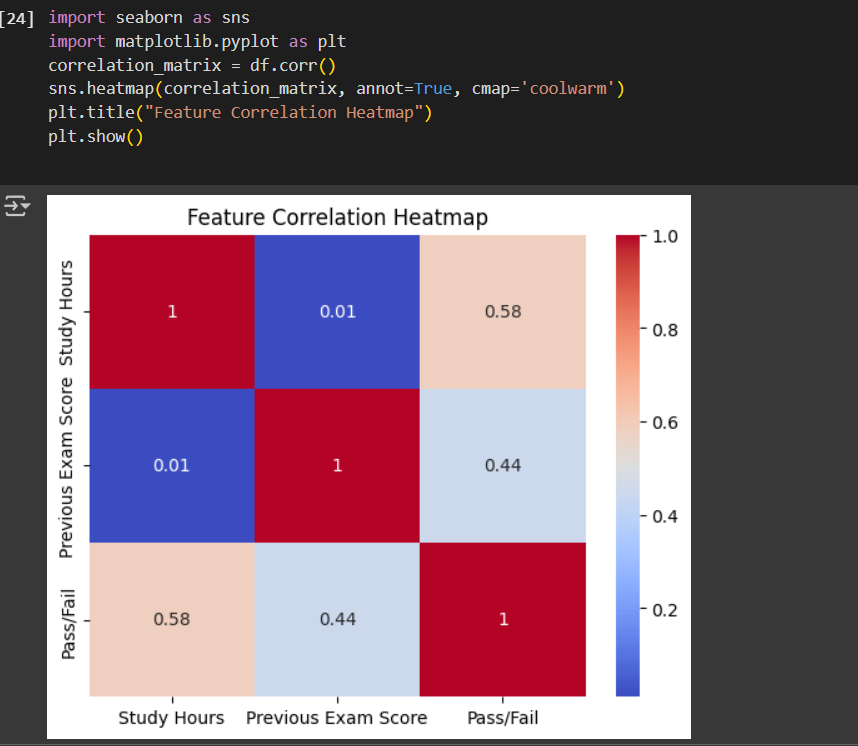 [24] import seaborn as sns
import matplotlib.pyplot as plt
correlation_matrix = df.corr()
sns.heatmap(correlation_matrix, annot=True, cmap='coolwarm')
plt.title("Feature Correlation Heatmap")
plt.show()
Feature Correlation Heatmap
Study Hours
1 0.01 0.58
Previous Exam Score
0.01 1 0.44
Pass/Fail
0.58 0.44 1
Study Hours Previous Exam Score Pass/Fail
1.0
0.8
0.6
0.4
0.2